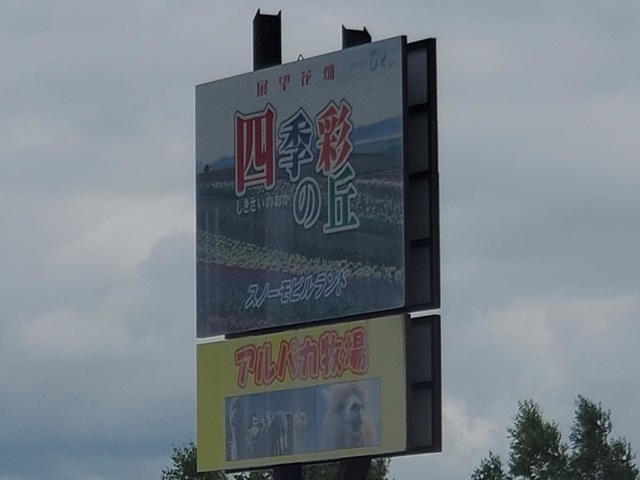 展望花畑
四季彩の丘
しきさいのおか
スノーモビルランド
アルパカ牧場